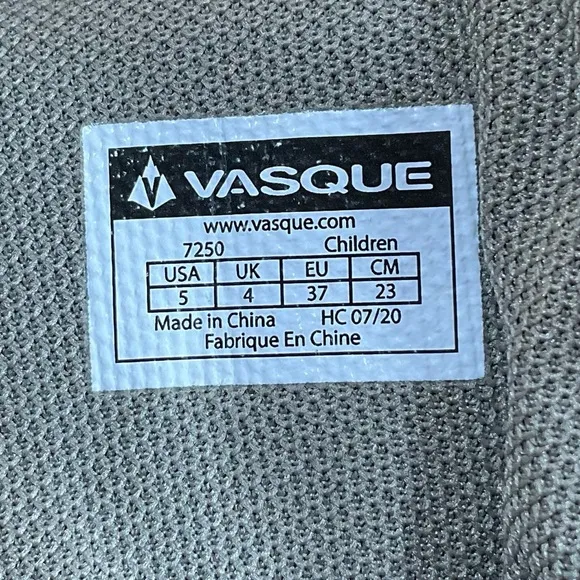 VASQUE
www.vasque.com
7250 Children
USA UK EU CM
5 4 37 23
Made in China HC 07/20
Fabrique En Chine